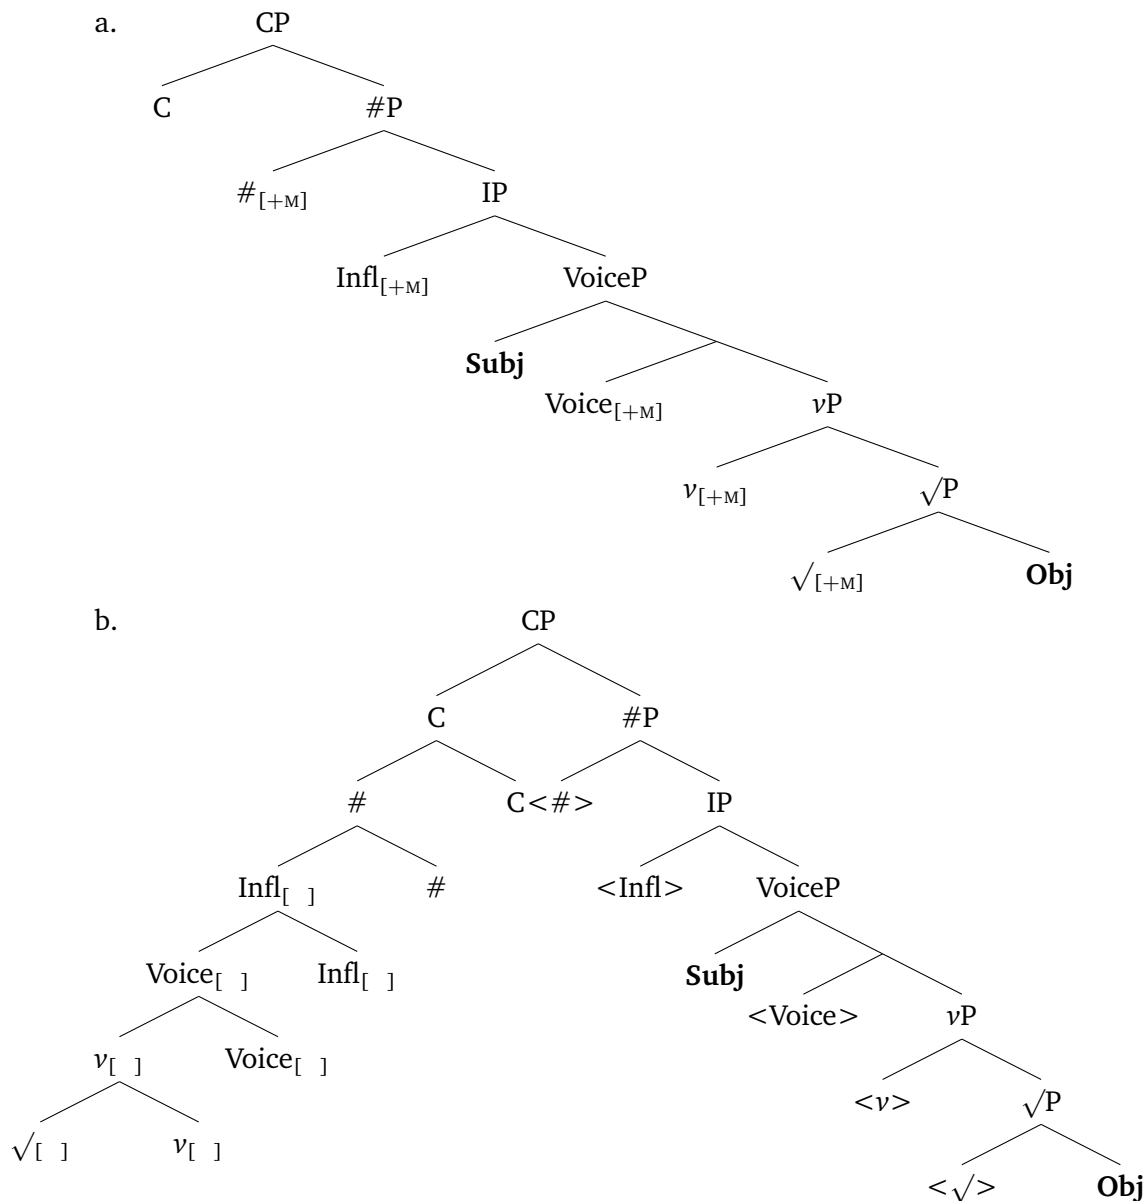 a. CP
C #P
#[+M] IP
Infl[+M] VoiceP
Subj
Voice[+M] vP
v[+M] √P
√[+M] Obj
b. CP
C #P
# C<#> IP
Infl[ ] # <Infl> VoiceP
Voice[ ] Infl[ ] Subj
<Voice> vP
v[ ] Voice[ ]
<v> √P
√[ ] v[ ]
<√> Obj